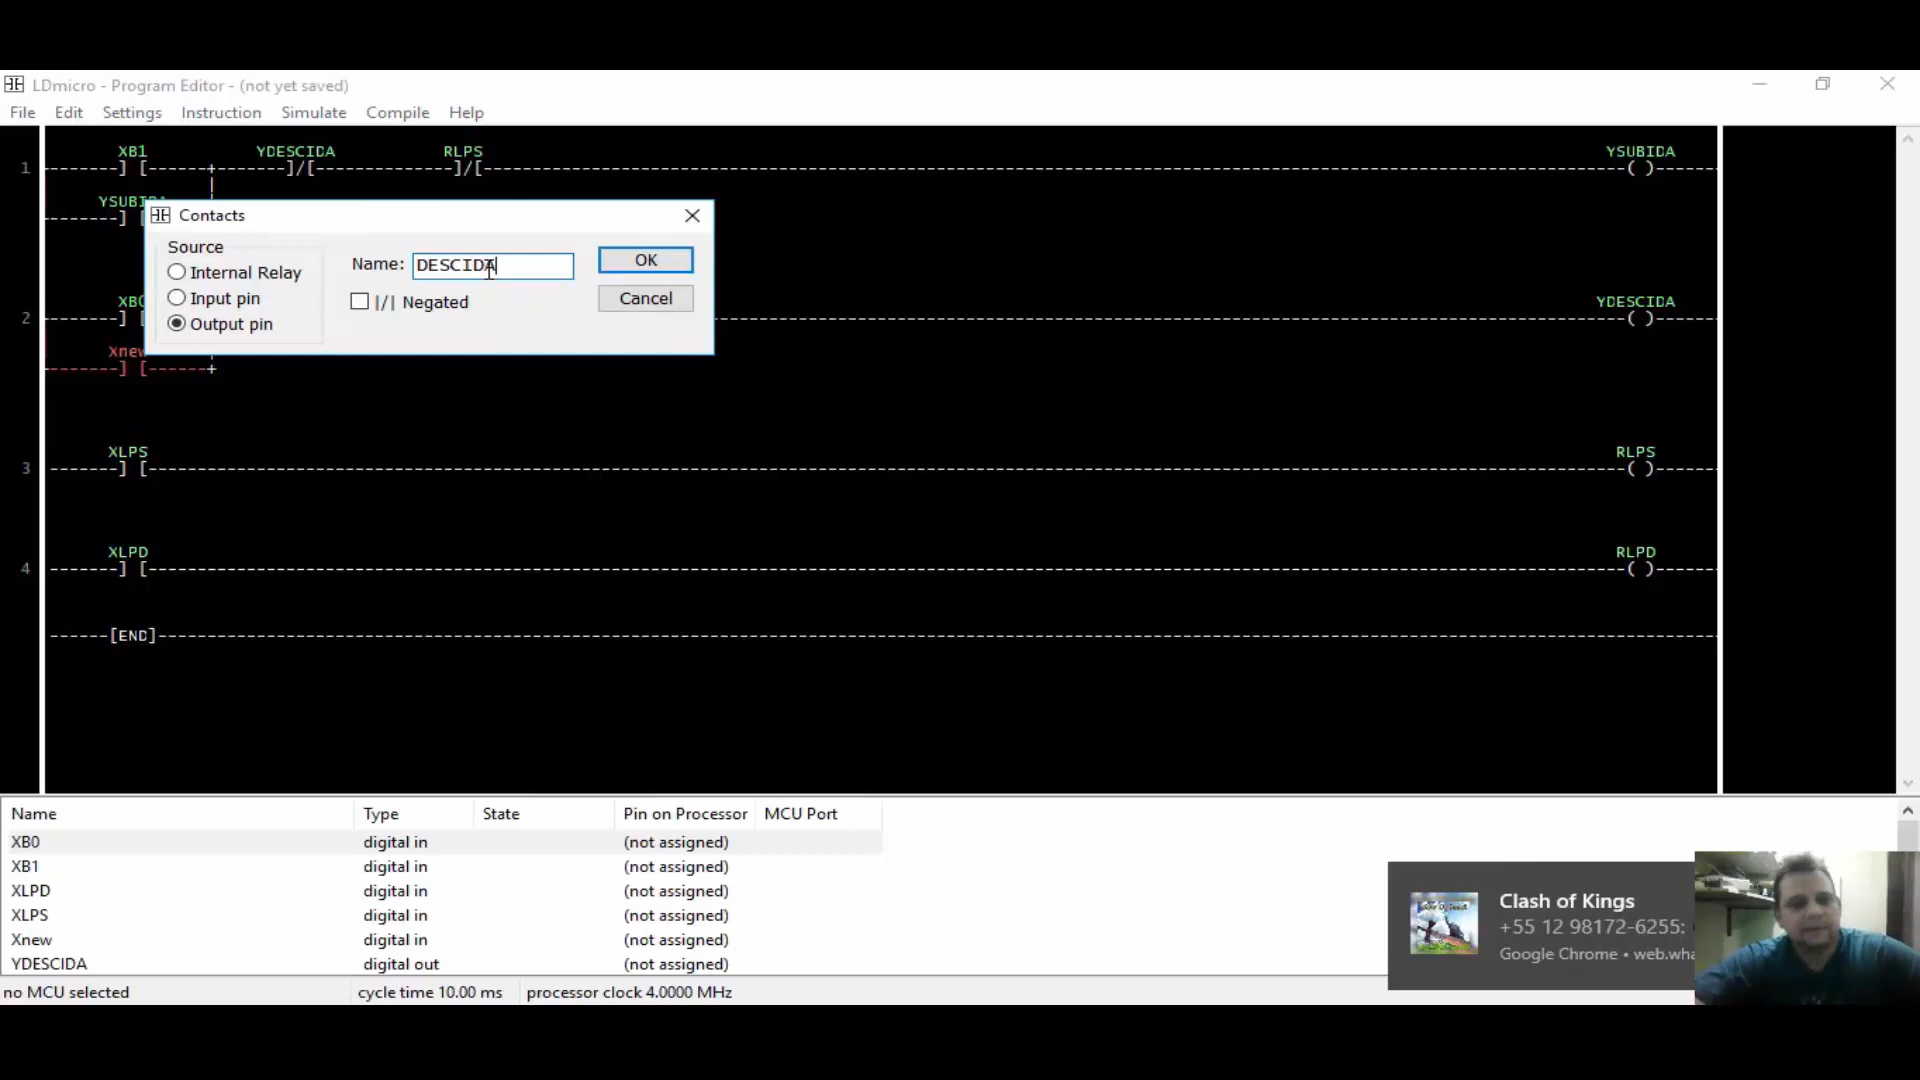 LDmicro - Program Editor - (not yet saved)
File Edit Settings Instruction Simulate Compile Help
XB1 YDESCIDA RLPS YSUBIDA
1
Contacts
Source
Internal Relay
Input pin
Output pin
Name: DESCIDA
|/| Negated
OK
Cancel
2 YDESCIDA
XLPS RLPS
3
XLPD RLPD
4
[END]
Name Type State Pin on Processor MCU Port
XB0 digital in (not assigned)
XB1 digital in (not assigned)
XLPD digital in (not assigned)
XLPS digital in (not assigned)
Xnew digital in (not assigned)
YDESCIDA digital out (not assigned)
no MCU selected cycle time 10.00 ms processor clock 4.0000 MHz
Clash of Kings
+55 12 98172-6255:
Google Chrome • web.wha